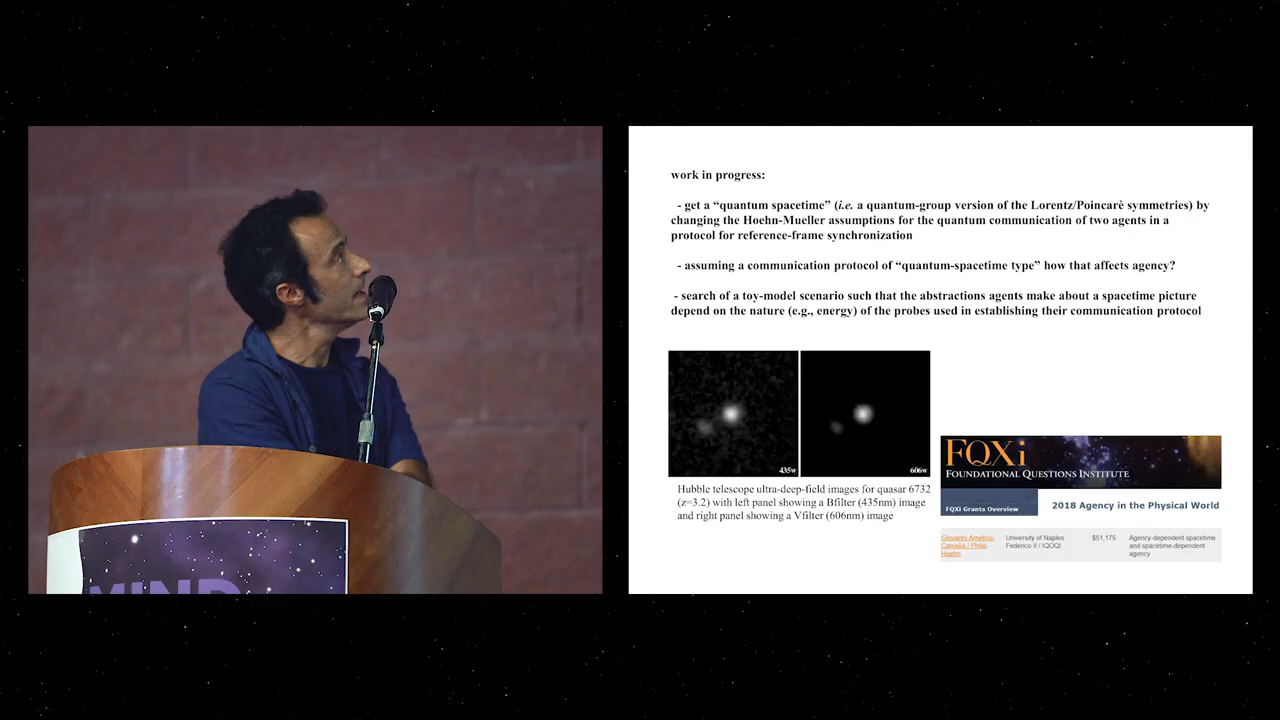 MIND
work in progress:
- get a “quantum spacetime” (i.e. a quantum-group version of the Lorentz/Poincarè symmetries) by
changing the Hoehn-Mueller assumptions for the quantum communication of two agents in a
protocol for reference-frame synchronization
- assuming a communication protocol of “quantum-spacetime type” how that affects agency?
- search of a toy-model scenario such that the abstractions agents make about a spacetime picture
depend on the nature (e.g., energy) of the probes used in establishing their communication protocol
435w
606w
Hubble telescope ultra-deep-field images for quasar 6732
(z=3.2) with left panel showing a Bfilter (435nm) image
and right panel showing a Vfilter (606nm) image
FQXi
FOUNDATIONAL QUESTIONS INSTITUTE
FQXi Grants Overview
2018 Agency in the Physical World
Giovanni Amelino-
Camelia / Philip
Hoehn
University of Naples
Federico II / IQOQI
$51,175
Agency-dependent spacetime
and spacetime-dependent
agency